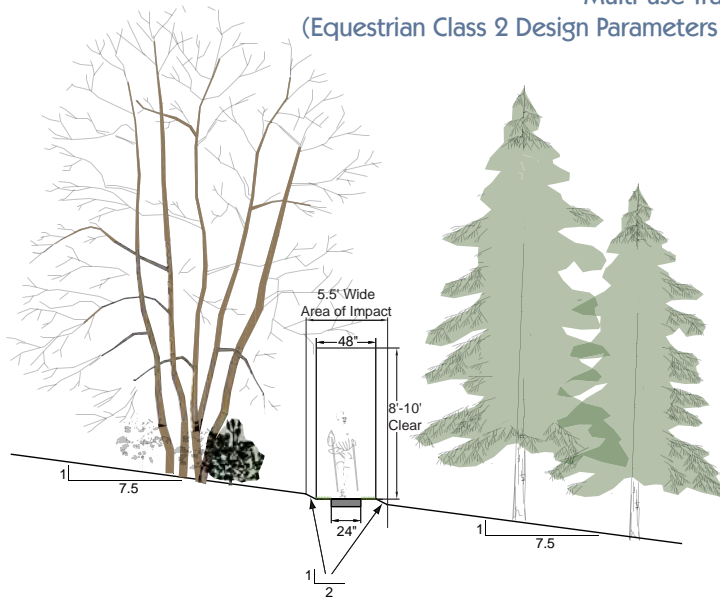 (Equestrian Class 2 Design Parameters
5.5' Wide
Area of Impact
48"
8'-10'
Clear
1
7.5
24"
1
7.5
1
2